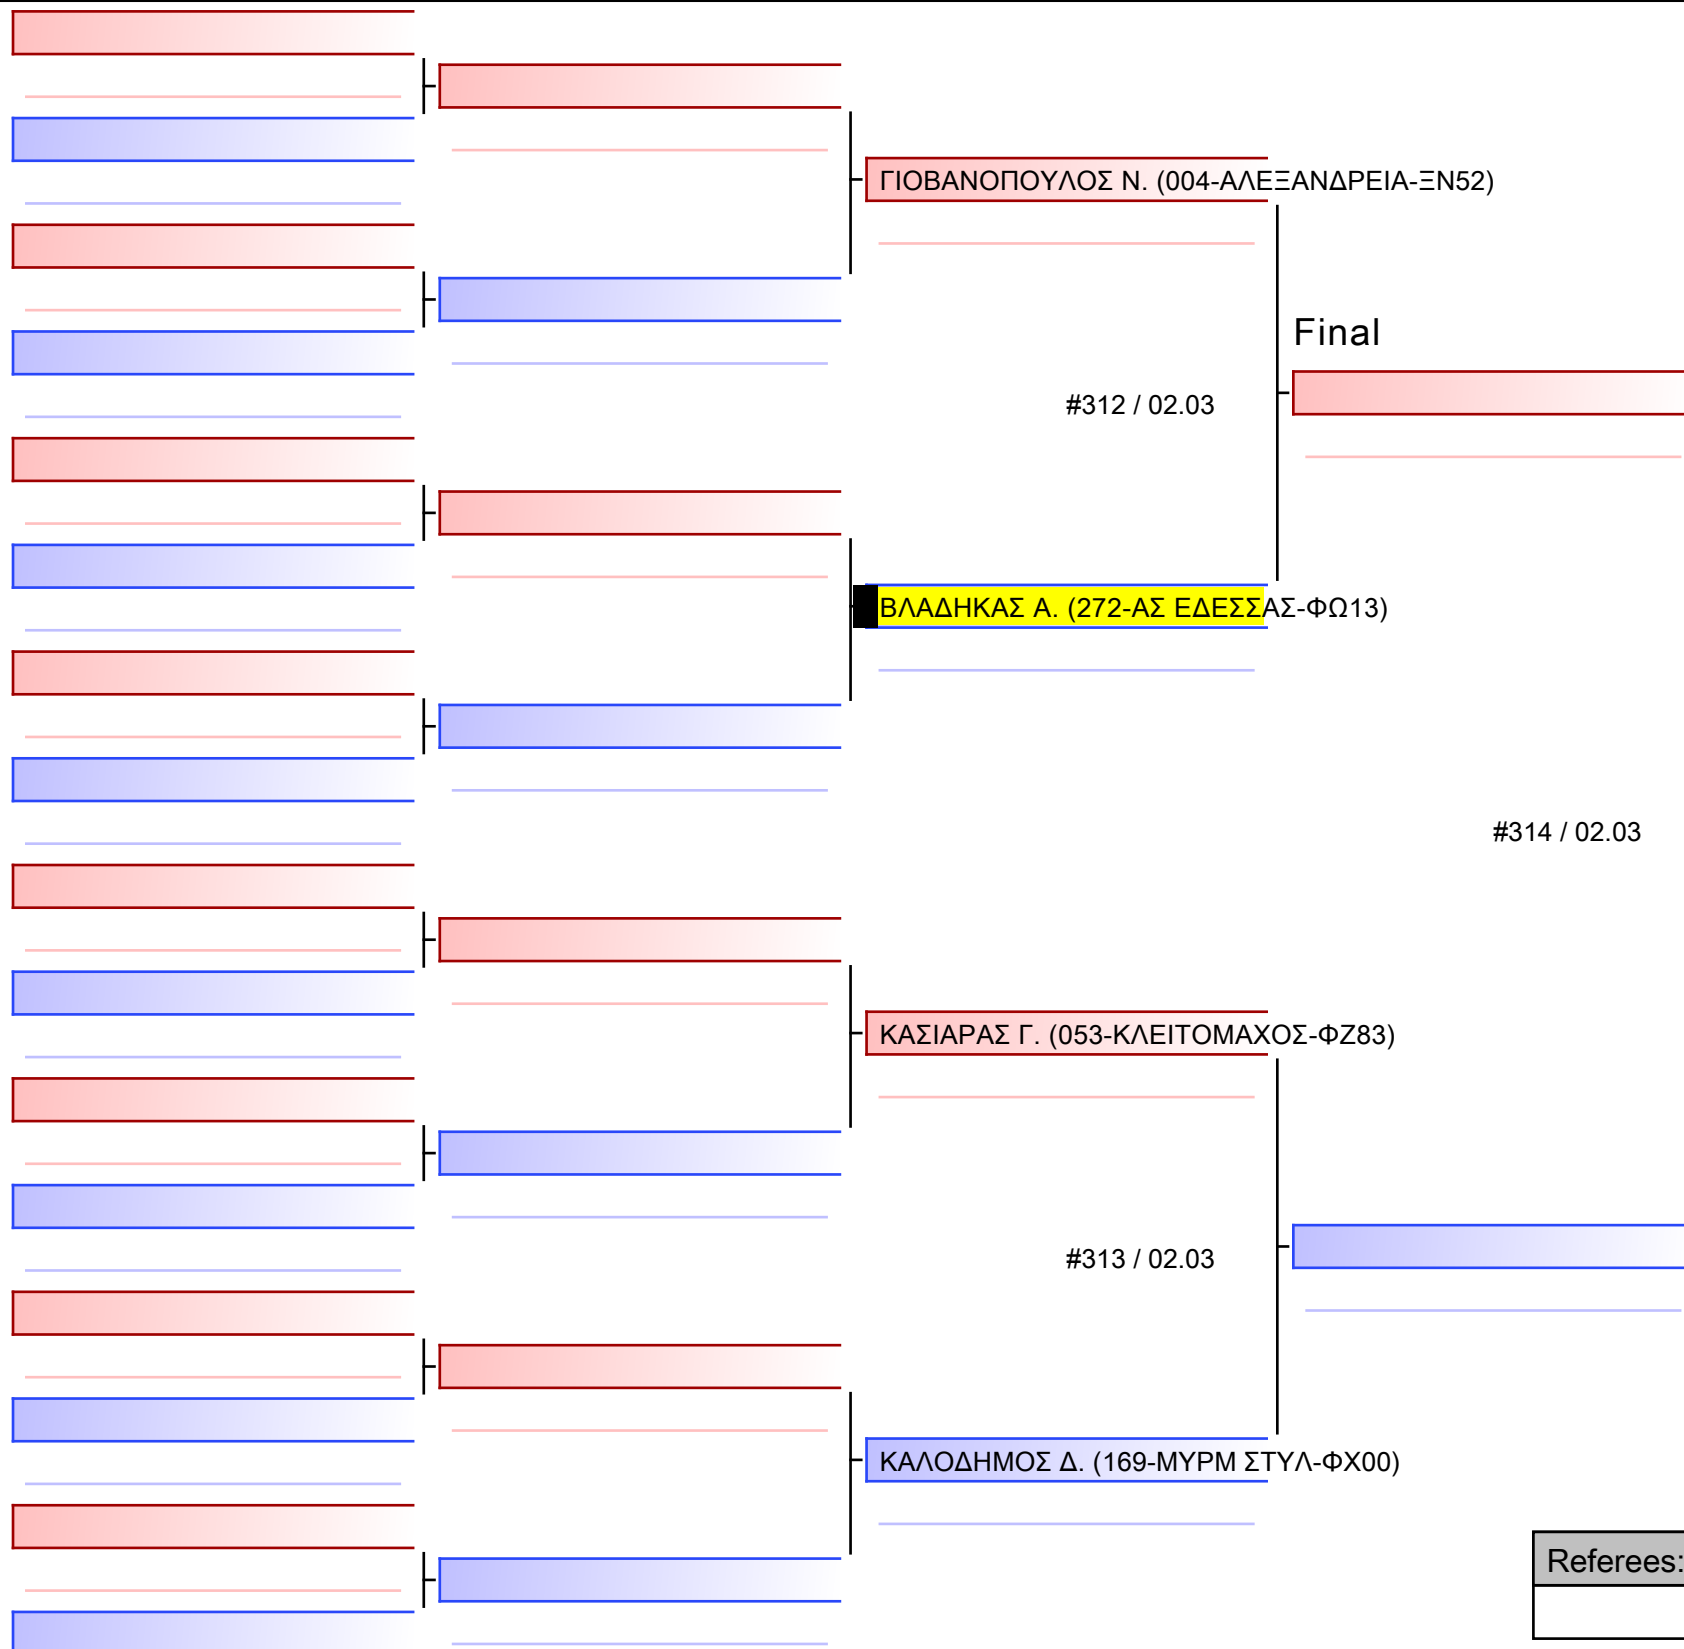 ΓΙΟΒΑΝΟΠΟΥΛΟΣ Ν. (004-ΑΛΕΞΑΝΔΡΕΙΑ-ΞΝ52)
Final
#312 / 02.03
ΒΛΑΔΗΚΑΣ Α. (272-ΑΣ ΕΔΕΣΣΑΣ-ΦΩ13)
#314 / 02.03
ΚΑΣΙΑΡΑΣ Γ. (053-ΚΛΕΙΤΟΜΑΧΟΣ-ΦΖ83)
#313 / 02.03
ΚΑΛΟΔΗΜΟΣ Δ. (169-ΜΥΡΜ ΣΤΥΛ-ΦΧ00)
Referees: